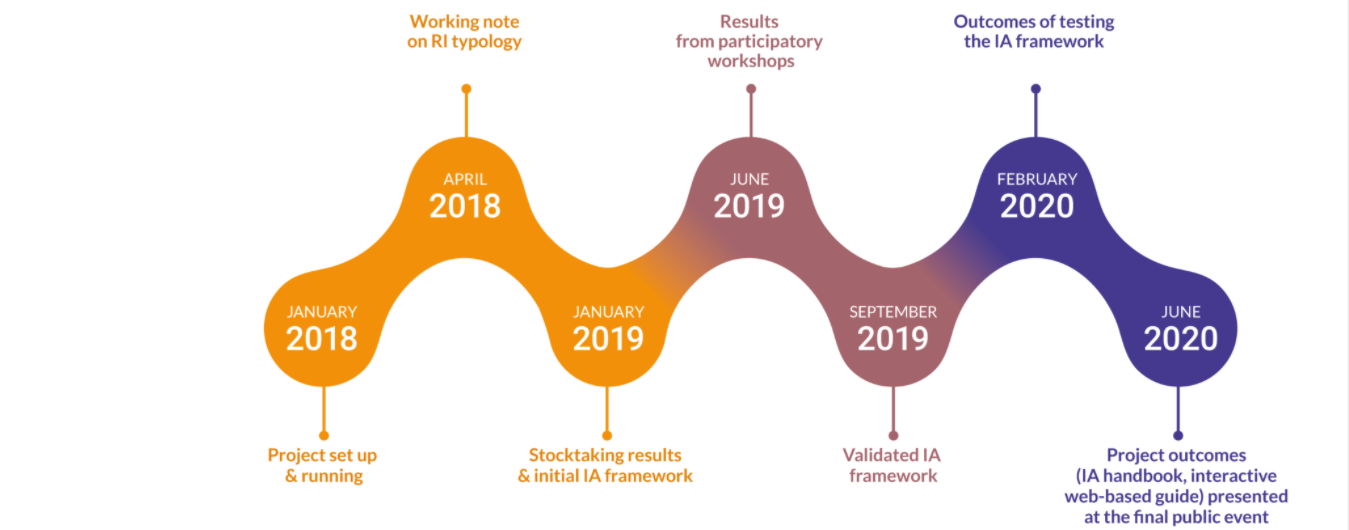 Working note
on RI typology
Results
from participatory
workshops
Outcomes of testing
the IA framework
APRIL
2018
JUNE
2019
FEBRUARY
2020
JANUARY
2018
JANUARY
2019
SEPTEMBER
2019
JUNE
2020
Project set up
& running
Stocktaking results
& initial IA framework
Validated IA
framework
Project outcomes
(IA handbook, interactive
web-based guide) presented
at the final public event